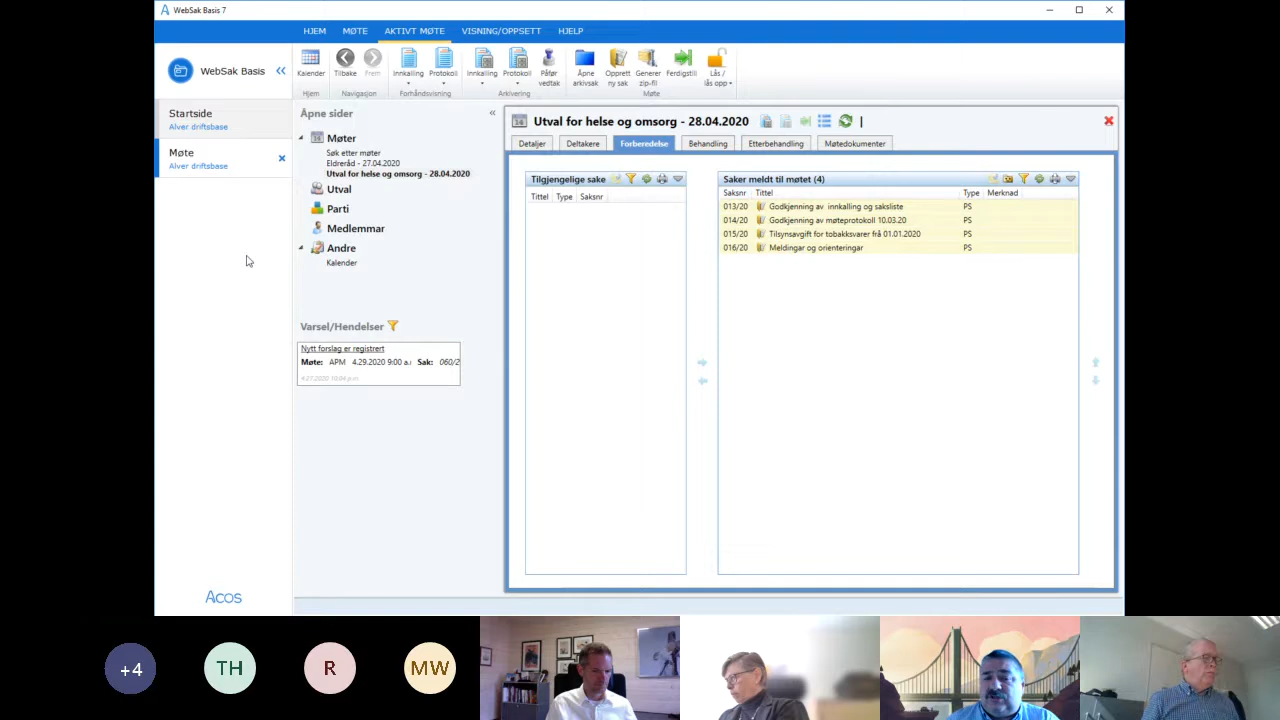 WebSak Basis 7
HJEM MØTE AKTIVT MØTE VISNING/OPPSETT HJELP
WebSak Basis
Kalender Tilbake Frem Innkalling Protokoll Innkalling Protokoll Påfør vedtak Åpne arkivsak Opprett ny sak Generer zip-fil Ferdigstill Lås / lås opp
Hjem Navigasjon Forhåndsvisning Arkivering Møte
Startside
Alver driftsbase
Møte
Alver driftsbase
Acos
Åpne sider
Møter
Søk etter møter
Eldreråd - 27.04.2020
Utval for helse og omsorg - 28.04.2020
Utval
Parti
Medlemmar
Andre
Kalender
Varsel/Hendelser
Nytt forslag er registrert
Møte: APM 4.29.2020 9:00 a. Sak: 060/2
4.27.2020 10:04 p.m.
Utval for helse og omsorg - 28.04.2020
Detaljer Deltakere Forberedelse Behandling Etterbehandling Møtedokumenter
Tilgjengelige sake
Tittel Type Saksnr
Saker meldt til møtet (4)
Saksnr Tittel Type Merknad
013/20 Godkjenning av innkalling og saksliste PS
014/20 Godkjenning av møteprotokoll 10.03.20 PS
015/20 Tilsynsavgift for tobakksvarer frå 01.01.2020 PS
016/20 Meldingar og orienteringar PS
+4 TH R MW